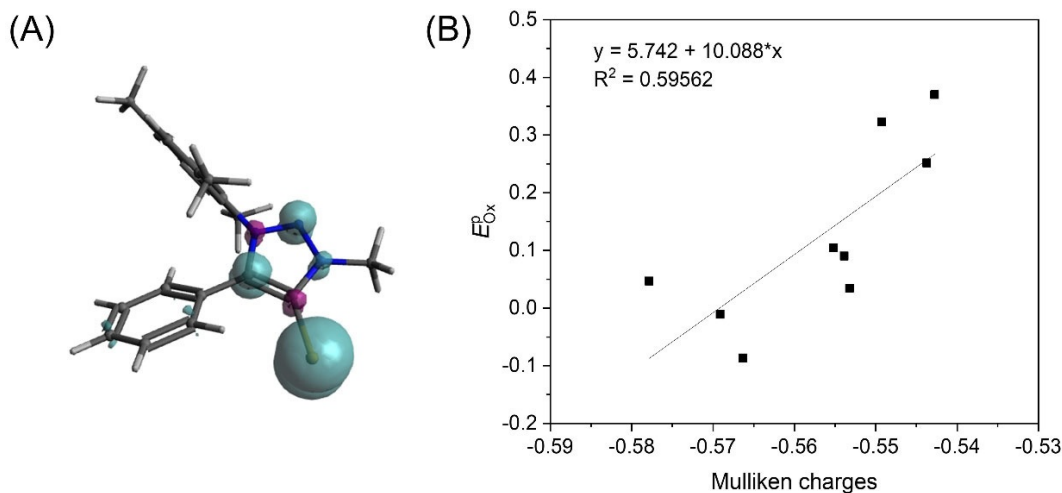 (A)
(B)
y = 5.742 + 10.088*x
R² = 0.59562
0.5
0.4
0.3
0.2
0.1
0.0
-0.1
-0.2
E^p_Ox
-0.59 -0.58 -0.57 -0.56 -0.55 -0.54 -0.53
Mulliken charges